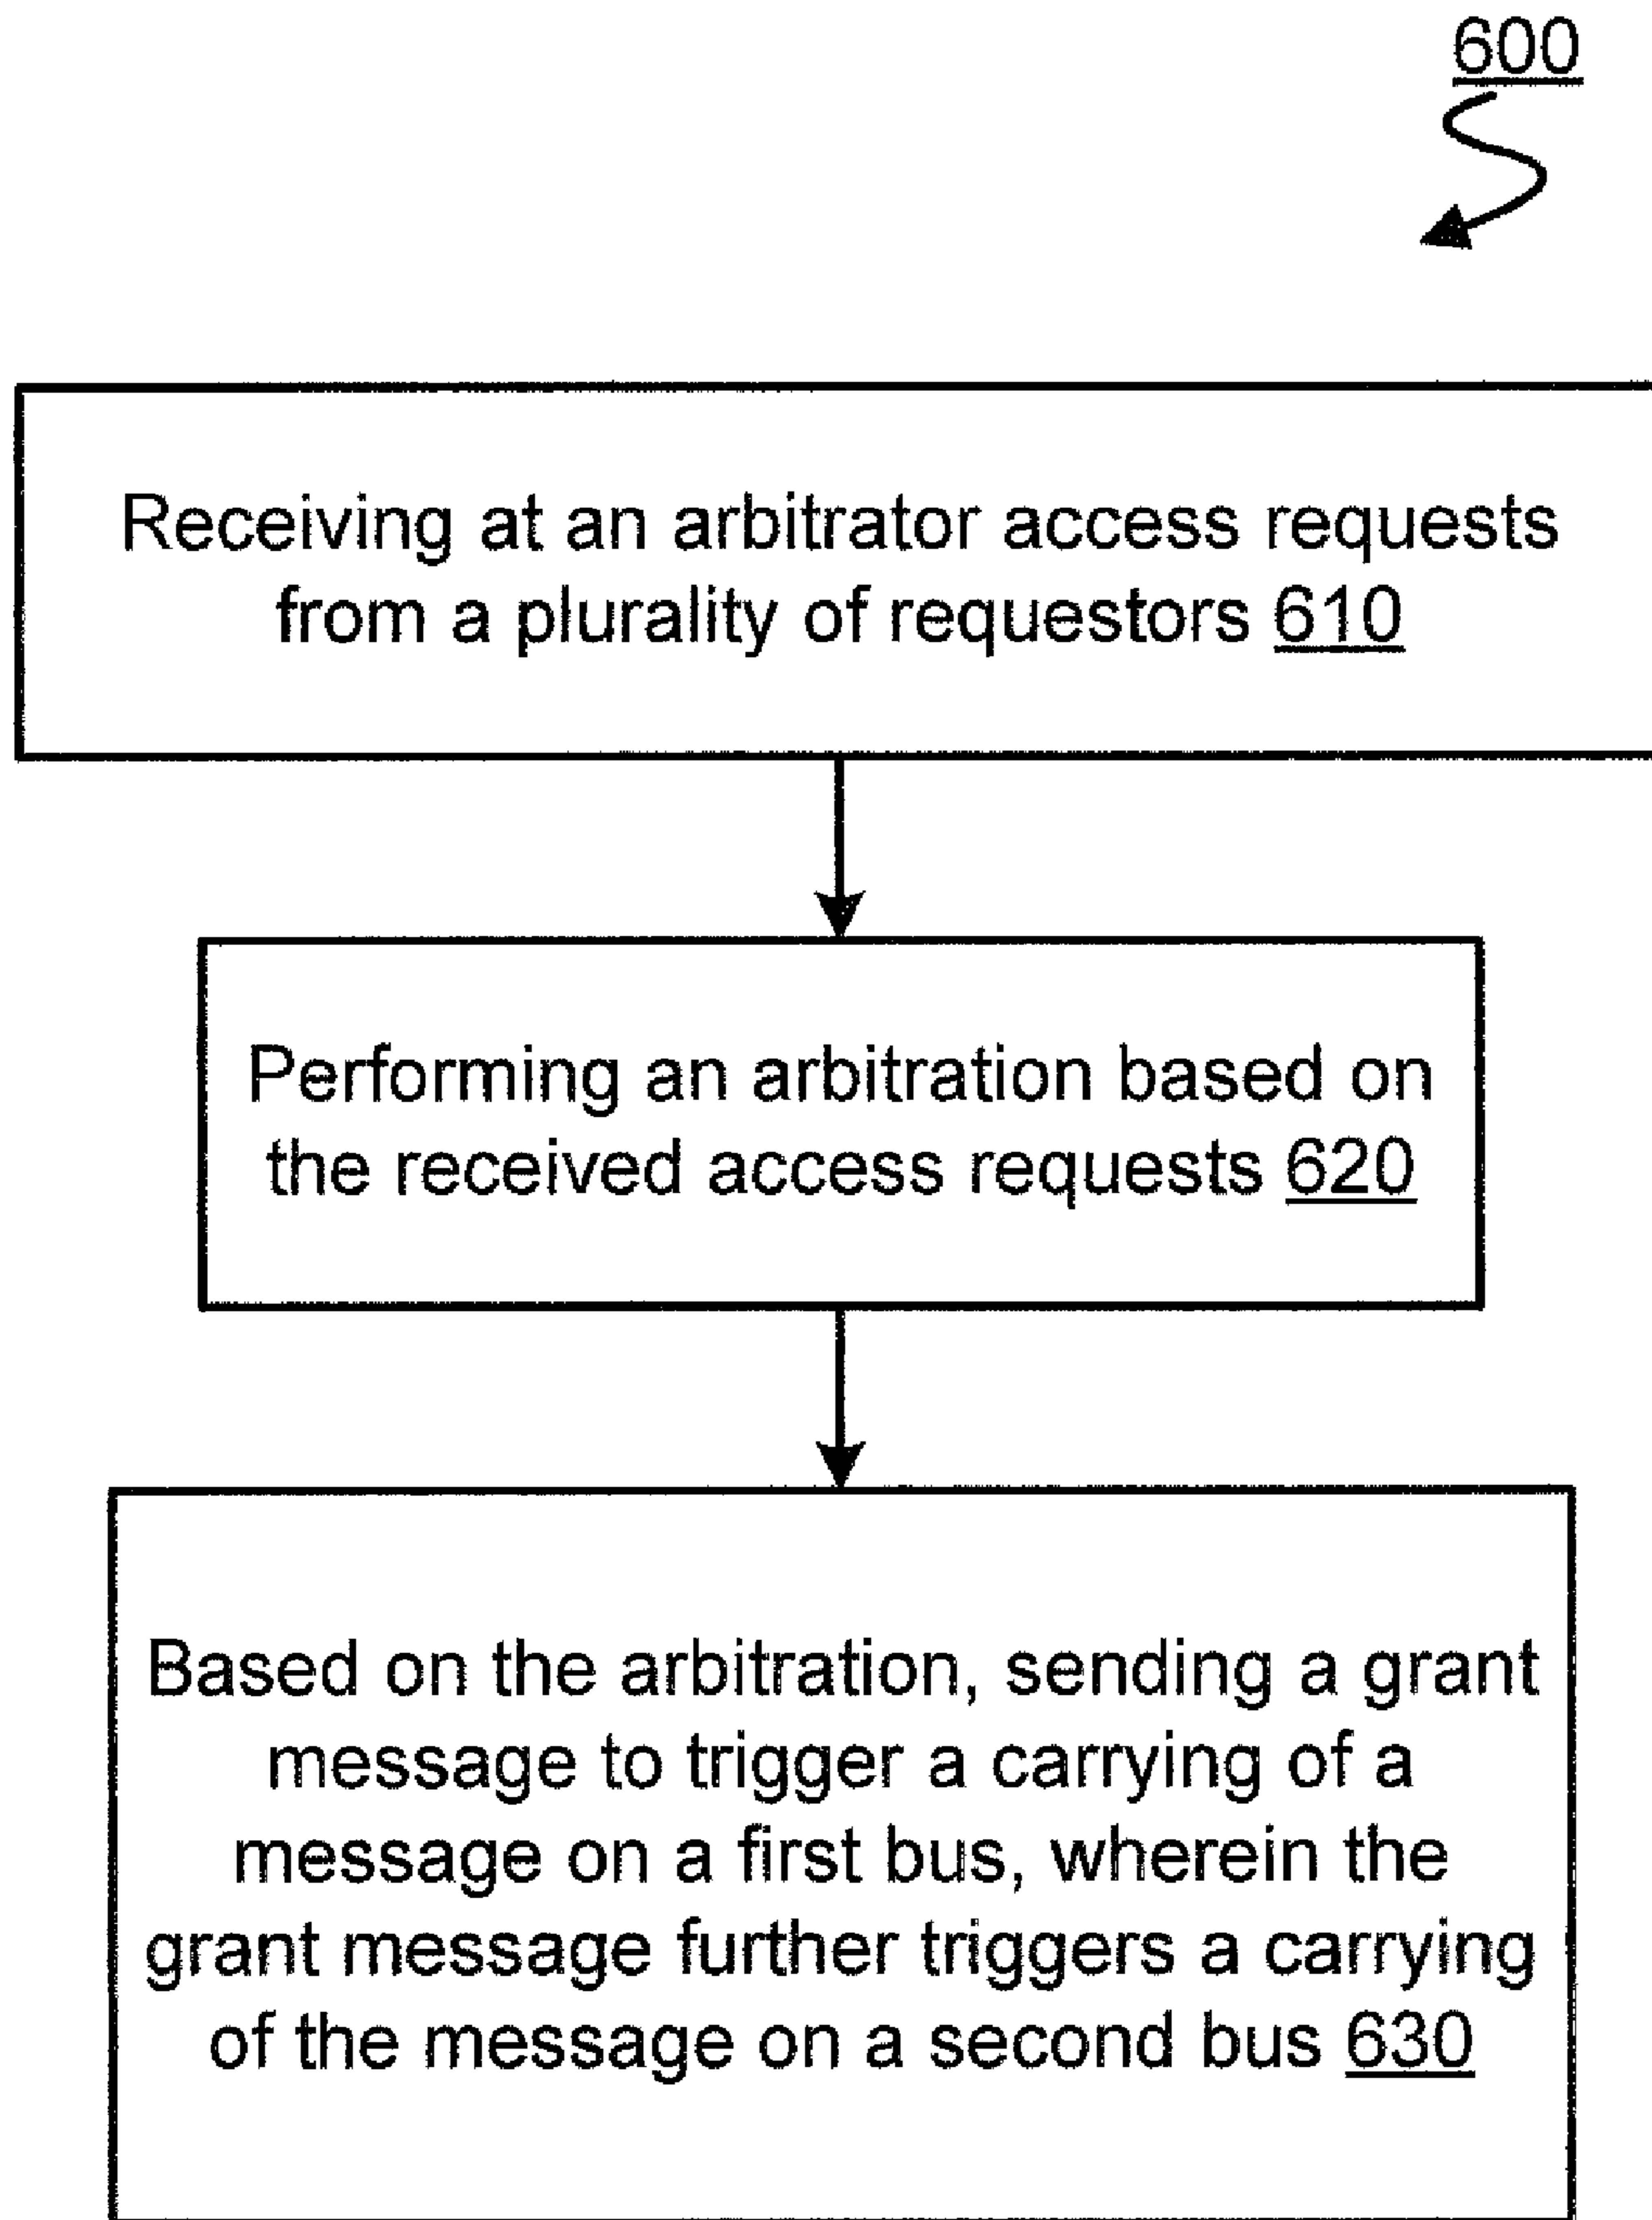 600
Receiving at an arbitrator access requests
from a plurality of requestors 610
Performing an arbitration based on
the received access requests 620
Based on the arbitration, sending a grant
message to trigger a carrying of a
message on a first bus, wherein the
grant message further triggers a carrying
of the message on a second bus 630